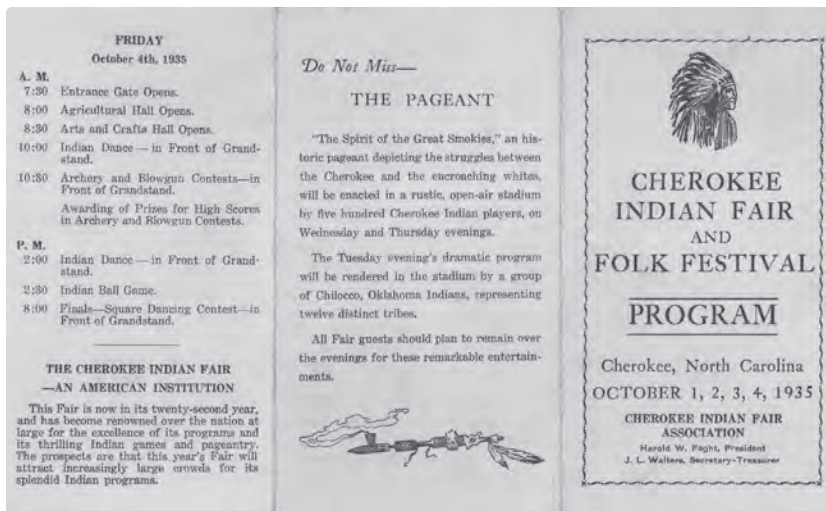 FRIDAY
October 4th, 1935
A. M.
7:30 Entrance Gate Opens.
8:00 Agricultural Hall Opens.
8:30 Arts and Crafts Hall Opens.
10:00 Indian Dance — in Front of Grand-
stand.
10:30 Archery and Blowgun Contests—in
Front of Grandstand.
Awarding of Prizes for High Scores
in Archery and Blowgun Contests.
P. M.
2:00 Indian Dance — in Front of Grand-
stand.
2:30 Indian Ball Game.
8:00 Finals—Square Dancing Contest—in
Front of Grandstand.
THE CHEROKEE INDIAN FAIR
—AN AMERICAN INSTITUTION
This Fair is now in its twenty-second year,
and has become renowned over the nation at
large for the excellence of its programs and
its thrilling Indian games and pageantry.
The prospects are that this year's Fair will
attract increasingly large crowds for its
splendid Indian programs.
Do Not Miss—
THE PAGEANT
"The Spirit of the Great Smokies," an his-
toric pageant depicting the struggles between
the Cherokee and the encroaching whites,
will be enacted in a rustic, open-air stadium
by five hundred Cherokee Indian players, on
Wednesday and Thursday evenings.
The Tuesday evening's dramatic program
will be rendered in the stadium by a group
of Chilocco, Oklahoma Indians, representing
twelve distinct tribes.
All Fair guests should plan to remain over
the evenings for these remarkable entertain-
ments.
CHEROKEE
INDIAN FAIR
AND
FOLK FESTIVAL
PROGRAM
Cherokee, North Carolina
OCTOBER 1, 2, 3, 4, 1935
CHEROKEE INDIAN FAIR
ASSOCIATION
Harold W. Foght, President
J. L. Walters, Secretary-Treasurer